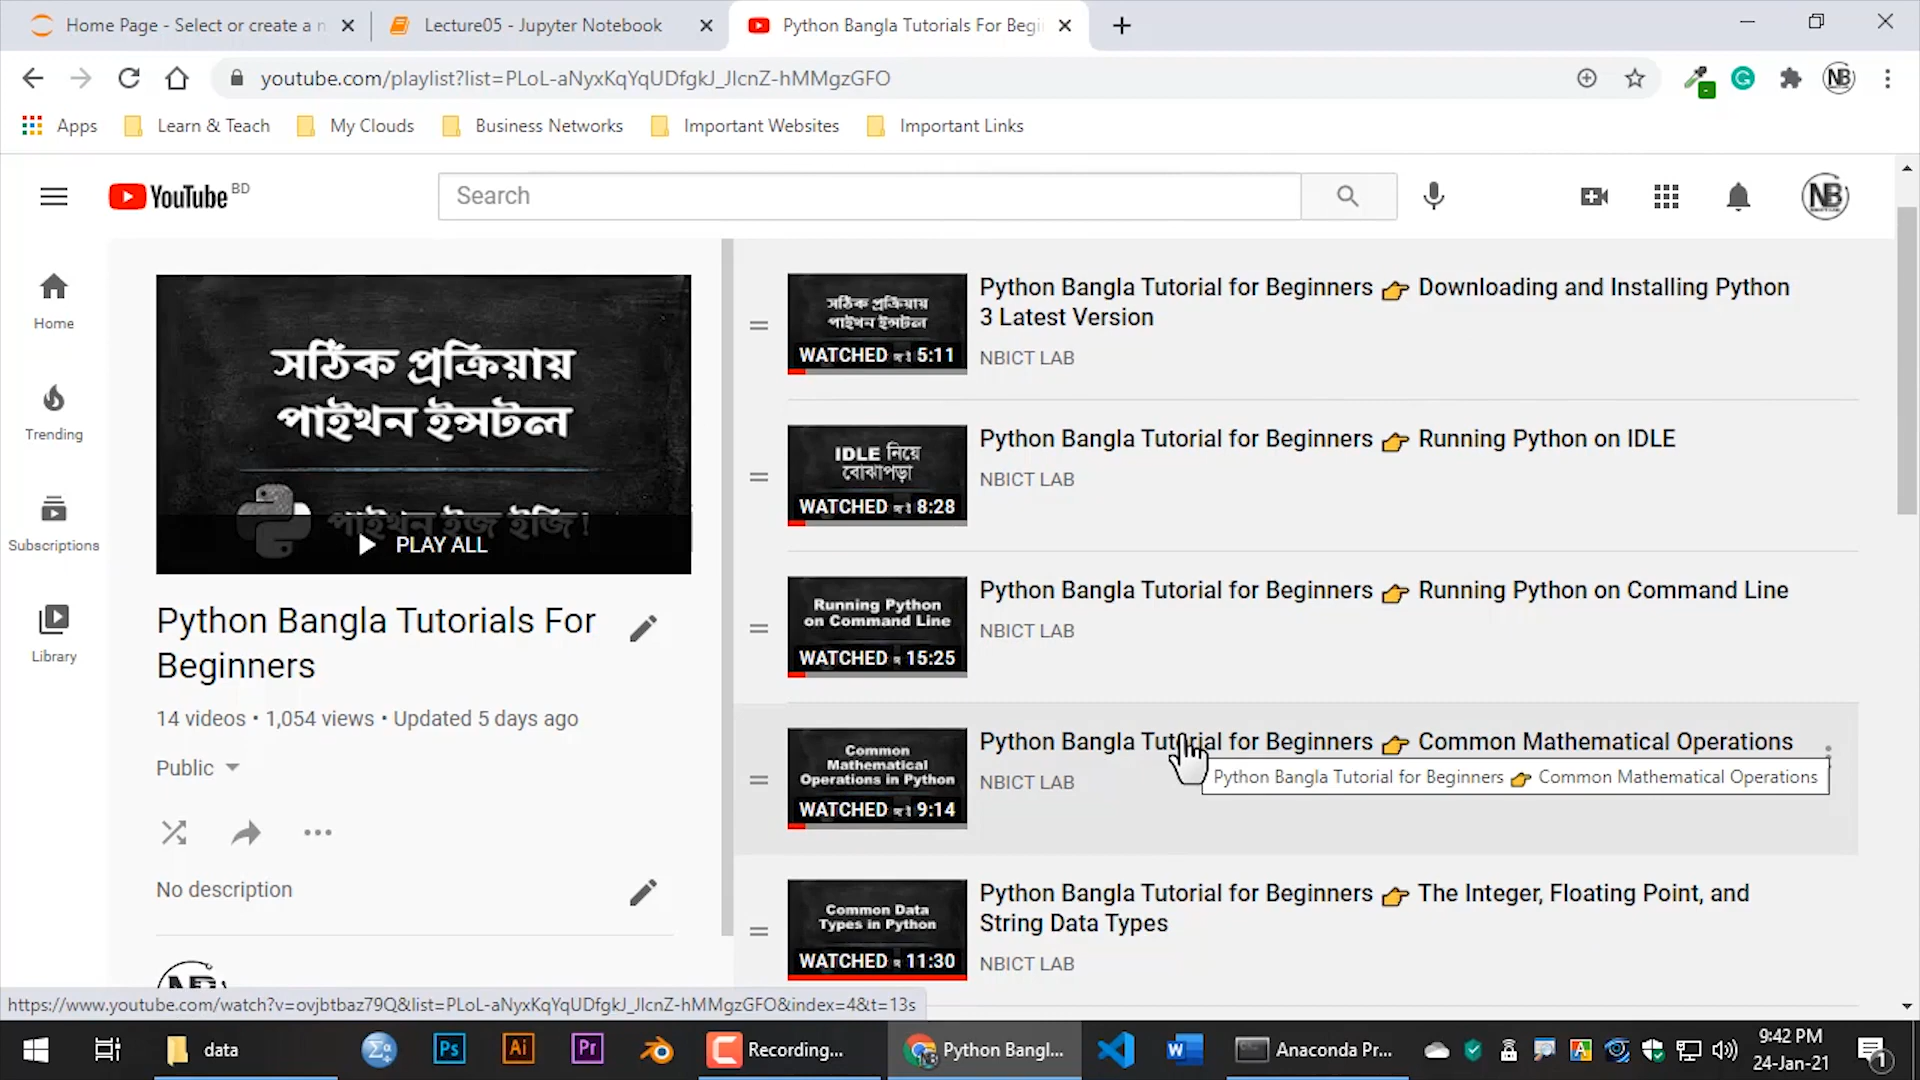 Home Page - Select or create a n
Lecture05 - Jupyter Notebook
Python Bangla Tutorials For Begi
youtube.com/playlist?list=PLoL-aNyxKqYqUDfgkJ_JlcnZ-hMMgzGFO
Apps
Learn & Teach
My Clouds
Business Networks
Important Websites
Important Links
YouTube BD
Search
NB
Home
Trending
Subscriptions
Library
সঠিক প্রক্রিয়ায়
পাইথন ইন্সটল
পাইথন ইজ ইজি!
PLAY ALL
Python Bangla Tutorials For
Beginners
14 videos • 1,054 views • Updated 5 days ago
Public
No description
সঠিক প্রক্রিয়ায়
পাইথন ইন্সটল
WATCHED 5:11
Python Bangla Tutorial for Beginners 👉 Downloading and Installing Python
3 Latest Version
NBICT LAB
IDLE নিয়ে
বোঝাপড়া
WATCHED 8:28
Python Bangla Tutorial for Beginners 👉 Running Python on IDLE
NBICT LAB
Running Python
on Command Line
WATCHED 15:25
Python Bangla Tutorial for Beginners 👉 Running Python on Command Line
NBICT LAB
Common
Mathematical
Operations in Python
WATCHED 9:14
Python Bangla Tutorial for Beginners 👉 Common Mathematical Operations
NBICT LAB
Python Bangla Tutorial for Beginners 👉 Common Mathematical Operations
Common Data
Types in Python
WATCHED 11:30
Python Bangla Tutorial for Beginners 👉 The Integer, Floating Point, and
String Data Types
NBICT LAB
https://www.youtube.com/watch?v=ovjbtbaz79Q&list=PLoL-aNyxKqYqUDfgkJ_JlcnZ-hMMgzGFO&index=4&t=13s
data
Ps
Ai
Pr
Recording...
Python Bangl...
Anaconda Pr...
9:42 PM
24-Jan-21
1